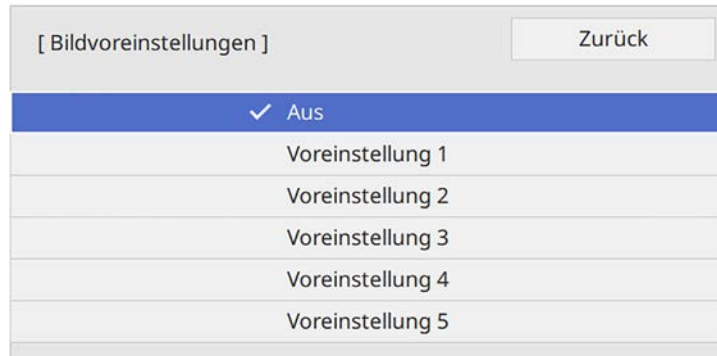 [ Bildvoreinstellungen ]
Zurück
Aus
Voreinstellung 1
Voreinstellung 2
Voreinstellung 3
Voreinstellung 4
Voreinstellung 5